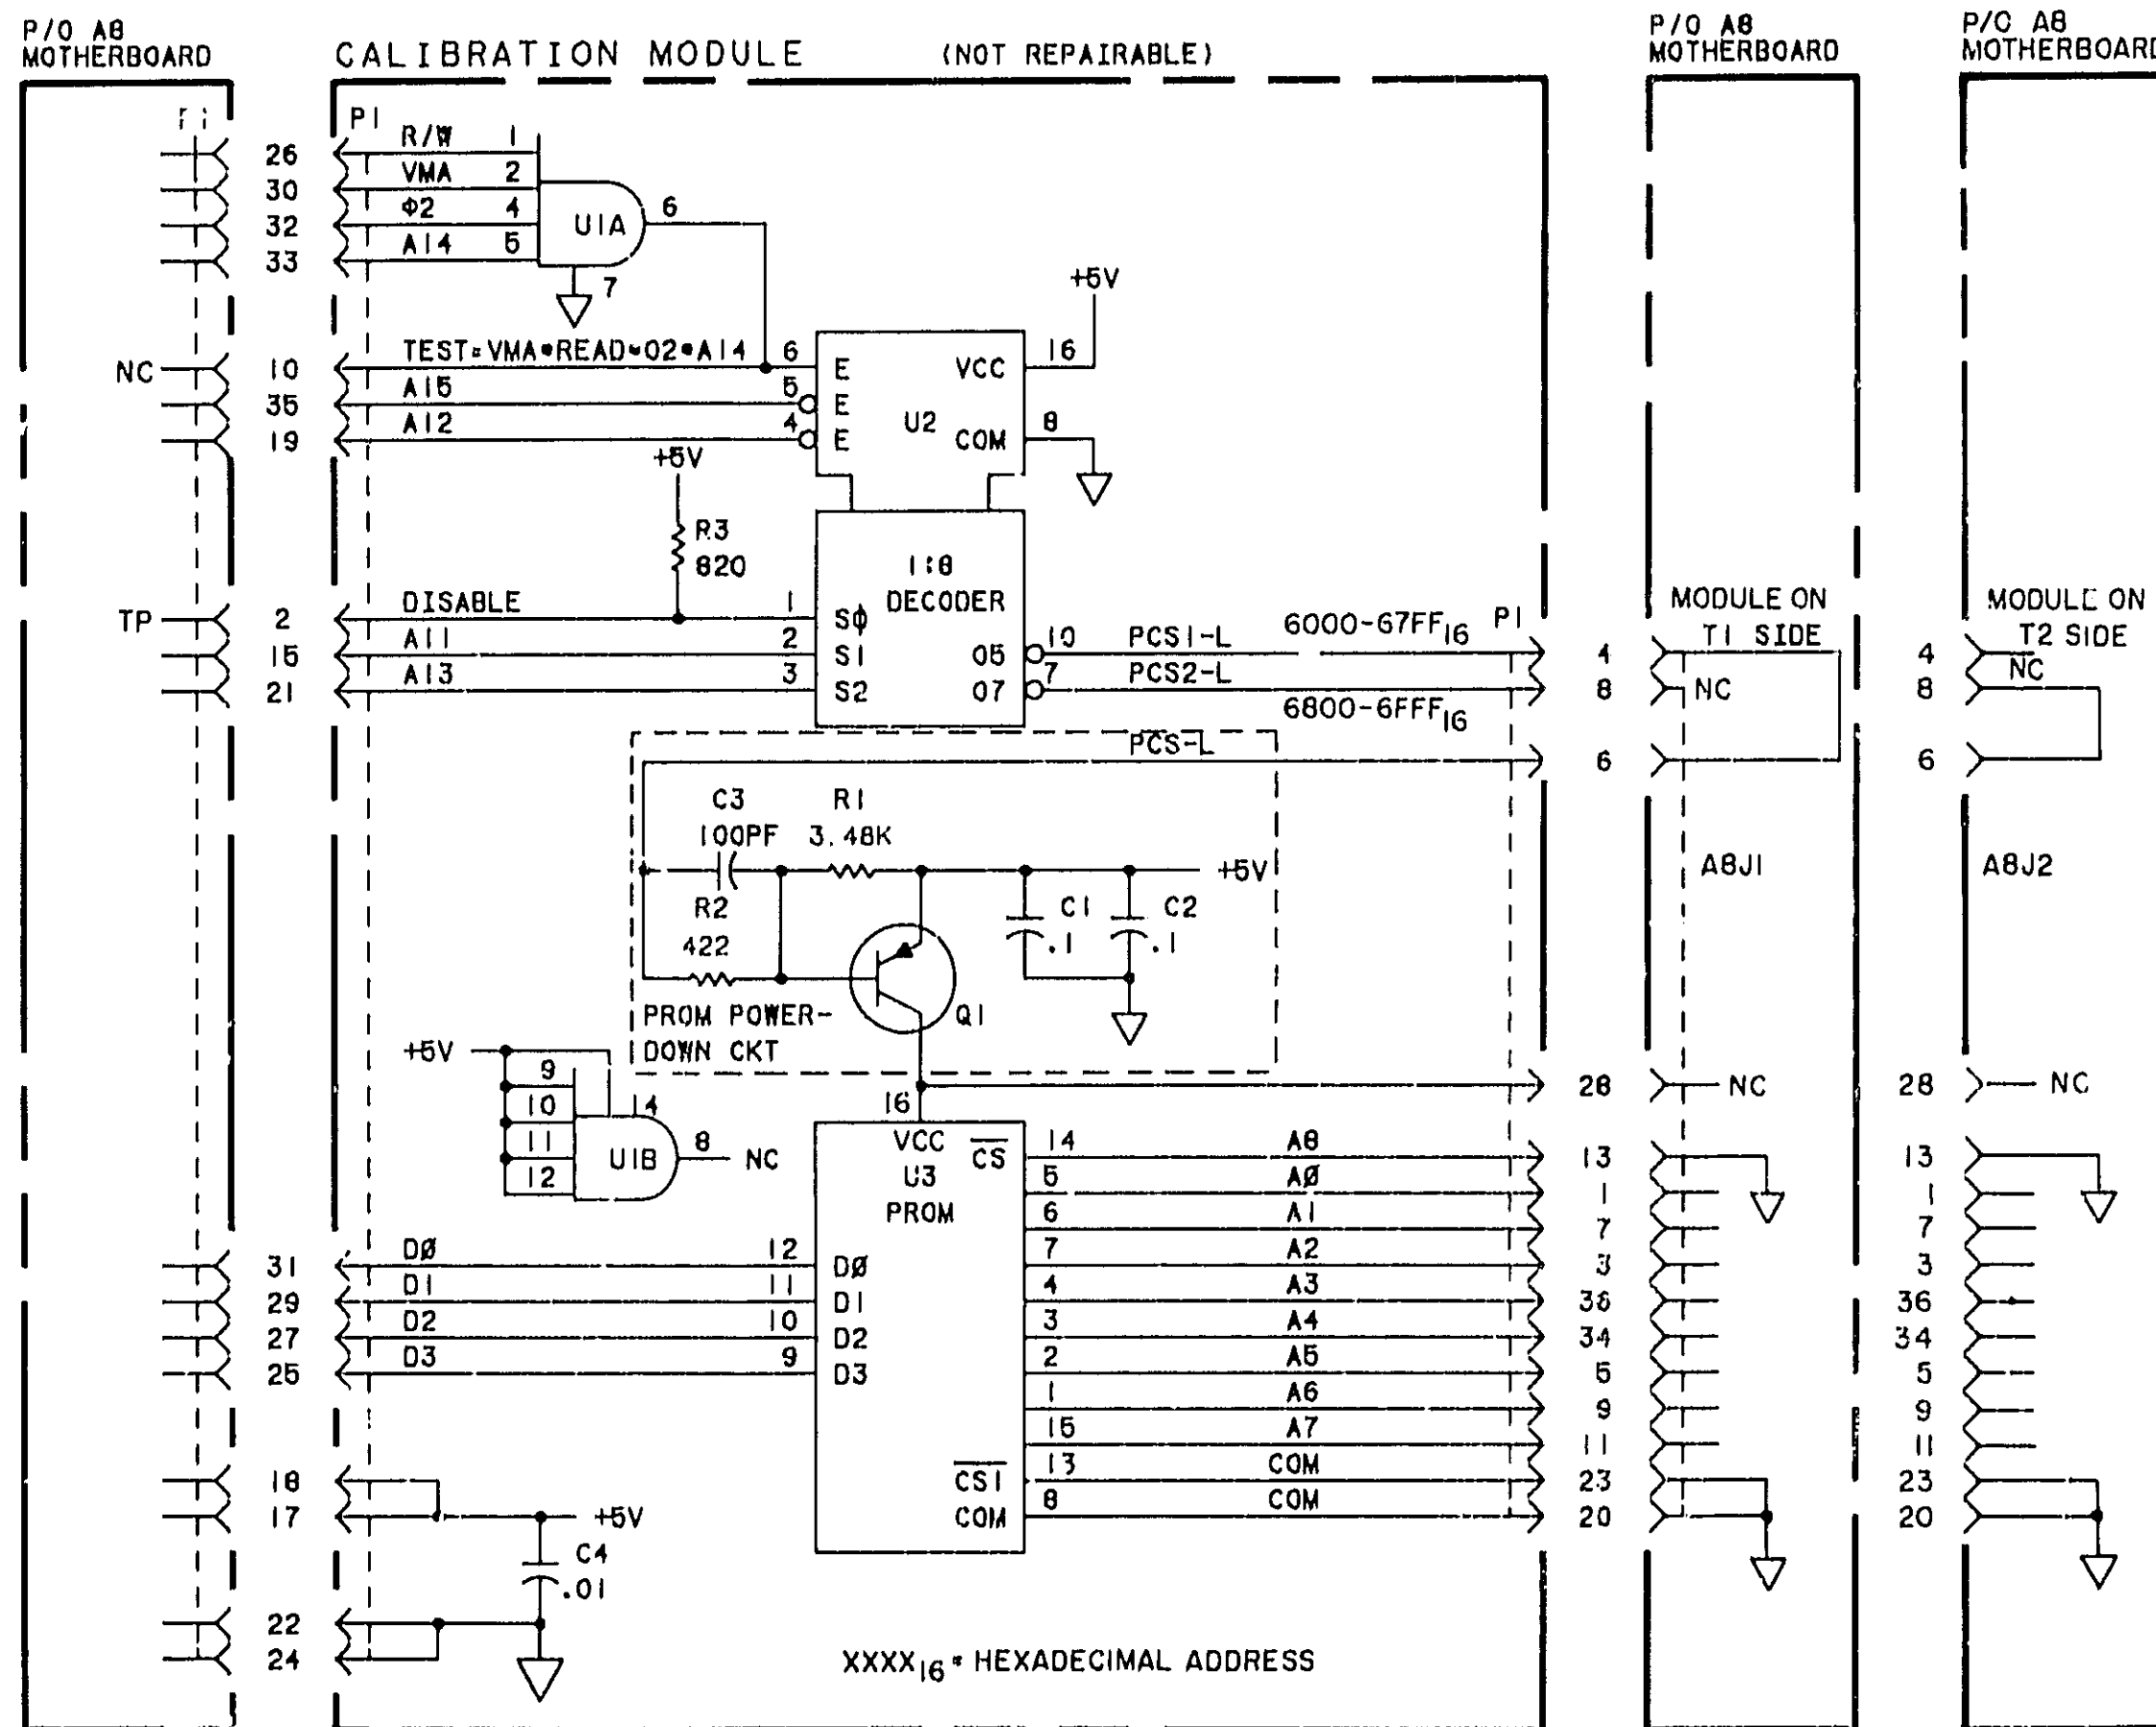 P/O A8
MOTHERBOARD
CALIBRATION MODULE (NOT REPAIRABLE)
P/O A8
MOTHERBOARD
P/O A8
MOTHERBOARD
P1
26 R/W 1
30 VMA 2
32 Φ2 4
33 A14 5
U1A
6
7
+5V
NC 10 TEST=VMA•READ•02•A14 6 E VCC 16
35 A15 5 E
U2
19 A12 4 E COM 8
+5V
R3
820
1:8
DECODER
TP 2 DISABLE 1 SΦ
15 A11 2 S1 05 10 PCS1-L 6000-67FF16 P1 4
21 A13 3 S2 07 7 PCS2-L 6800-6FFF16 8
MODULE ON
T1 SIDE
NC
MODULE ON
T2 SIDE
4 NC
8
PCS-L 6
6
C3
100PF
R1
3.48K
+5V
R2
422
C1
.1
C2
.1
Q1
PROM POWER-
DOWN CKT
A8J1
A8J2
+5V
9
10
11
12
14
U1B
8
NC
28 NC
28 NC
16
VCC
U3
PROM
CS 14 A8 13 13
5 AØ 1 1
6 A1 7 7
31 DØ 12 DØ 7 A2 3 3
29 D1 11 D1 4 A3 36 36
27 D2 10 D2 3 A4 34 34
25 D3 9 D3 2 A5 5 5
1 A6 9 9
15 A7 11 11
18 CS1 13 COM 23 23
17 +5V COM 8 COM 20 20
C4
.01
22
24
XXXX16 = HEXADECIMAL ADDRESS